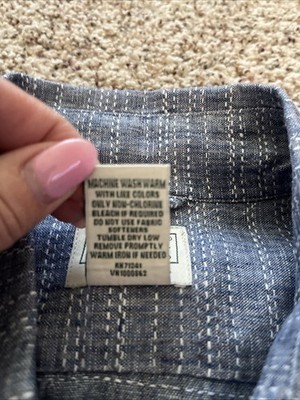 MACHINE WASH WARM
WITH LIKE COLORS
ONLY NON-CHLORINE
BLEACH IF REQUIRED
DO NOT USE FABRIC
SOFTENERS
TUMBLE DRY LOW
REMOVE PROMPTLY
WARM IRON IF NEEDED
RN71341